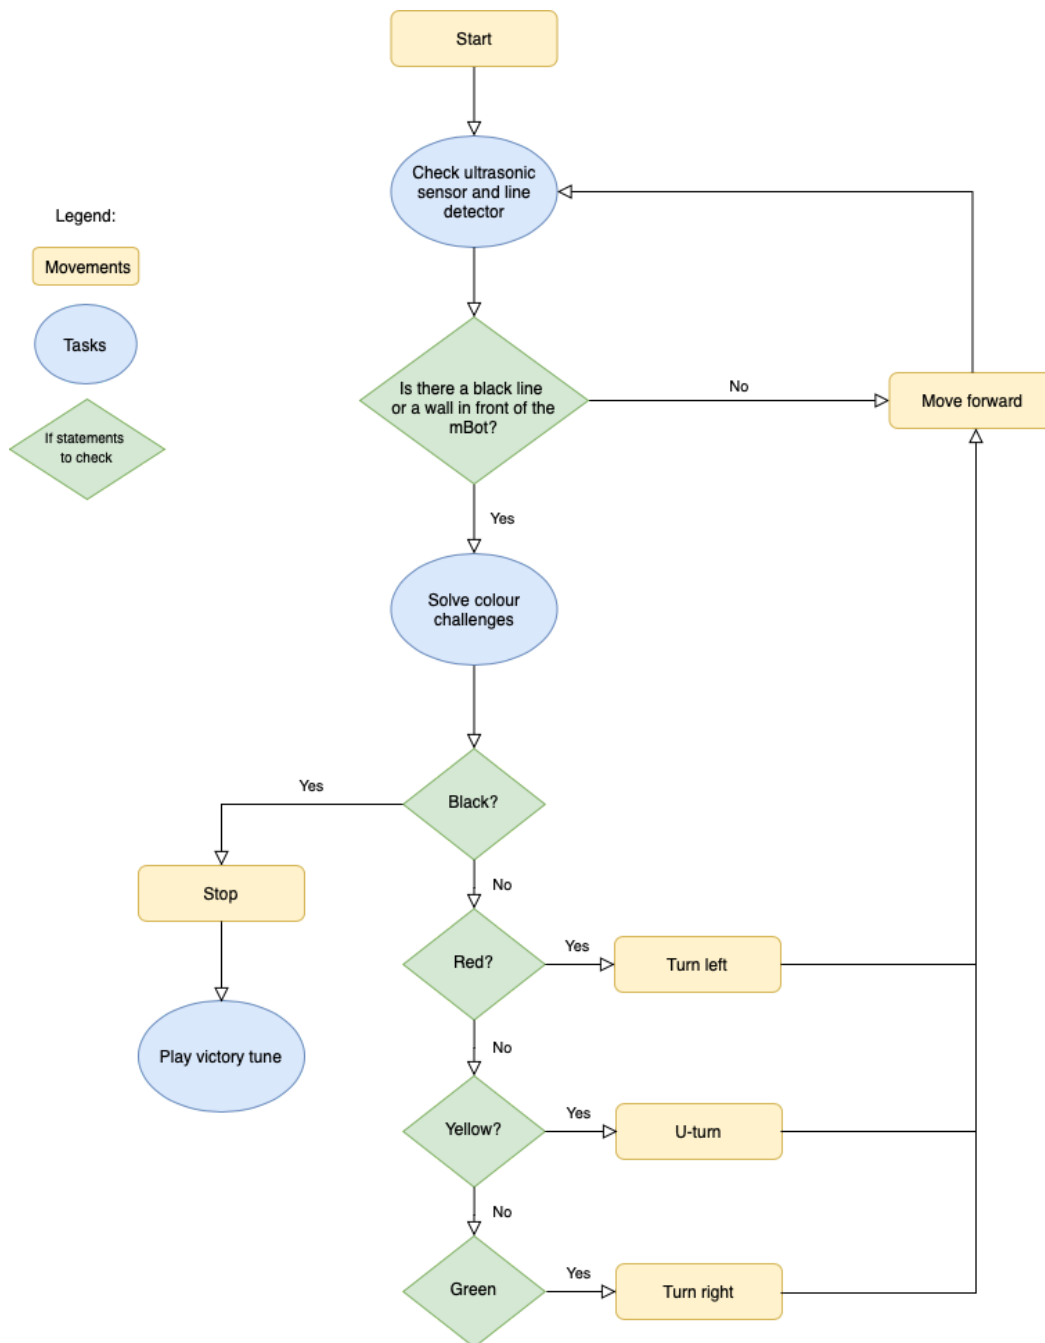 Start
Check ultrasonic
sensor and line
detector
Legend:
Movements
Tasks
If statements
to check
Is there a black line
or a wall in front of the
mBot?
No
Move forward
Yes
Solve colour
challenges
Yes
Black?
No
Stop
Red?
Yes
Turn left
No
Play victory tune
Yellow?
Yes
U-turn
No
Green
Yes
Turn right